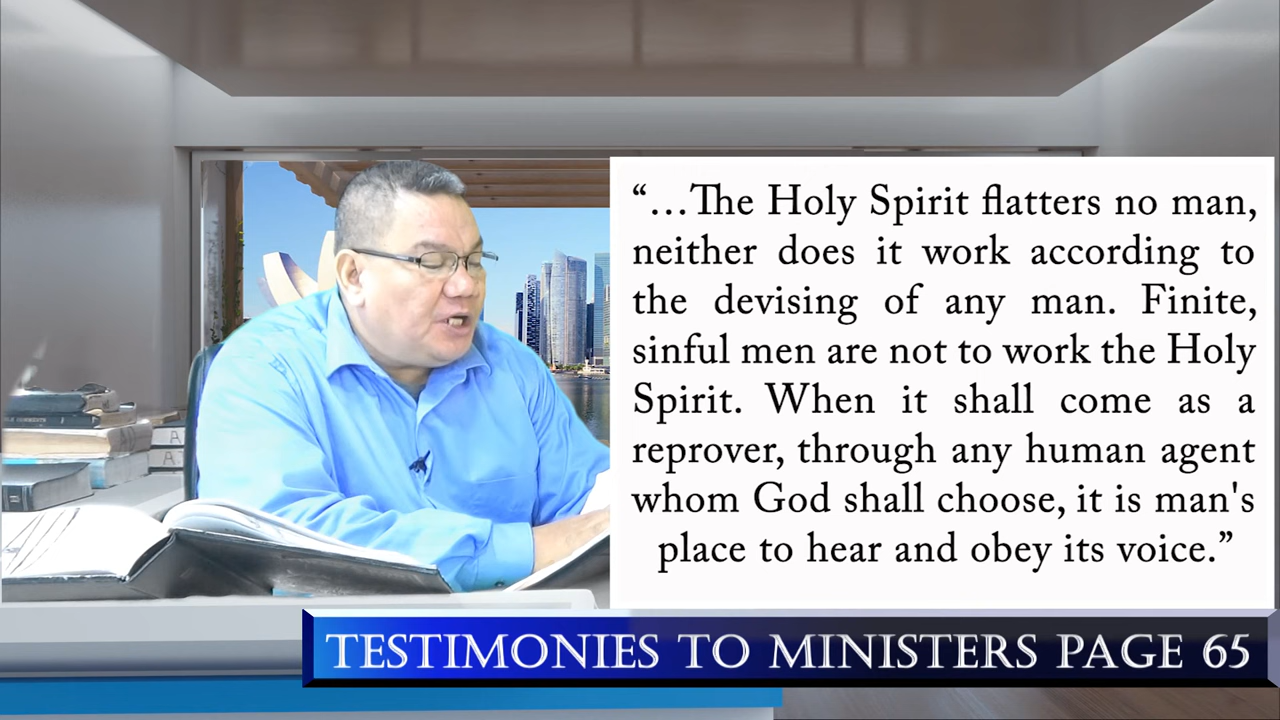 “…The Holy Spirit flatters no man,
neither does it work according to
the devising of any man. Finite,
sinful men are not to work the Holy
Spirit. When it shall come as a
reprover, through any human agent
whom God shall choose, it is man's
place to hear and obey its voice.”
TESTIMONIES TO MINISTERS PAGE 65